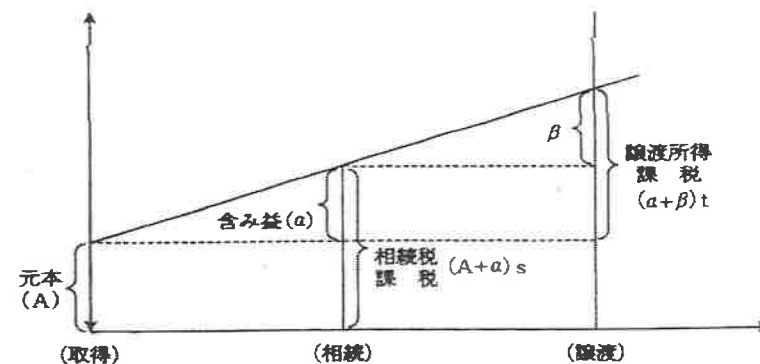 β
譲渡所得
課 税
(α+β)t
含み益(α)
相続税
課 税
(A+α)s
元本
(A)
(取得)
(相続)
(譲渡)